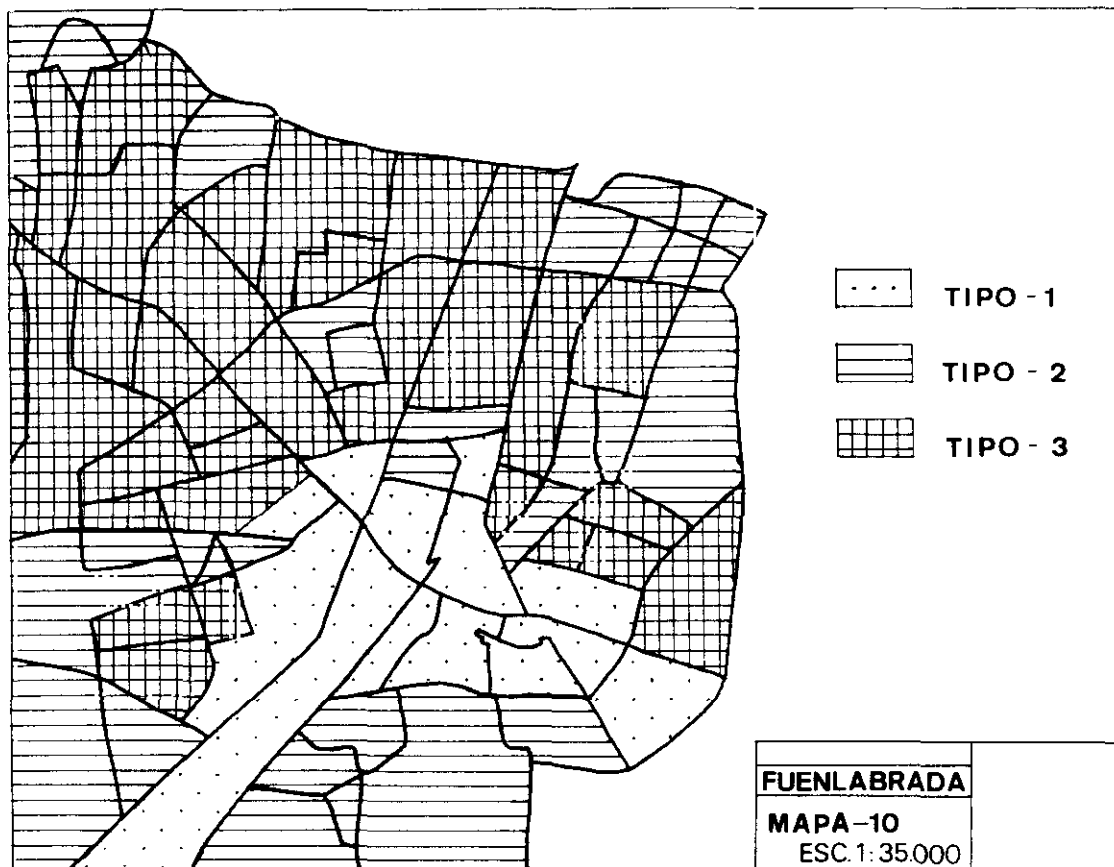 TIPO - 1
TIPO - 2
TIPO - 3
FUENLABRADA
MAPA-10
ESC. 1:35.000